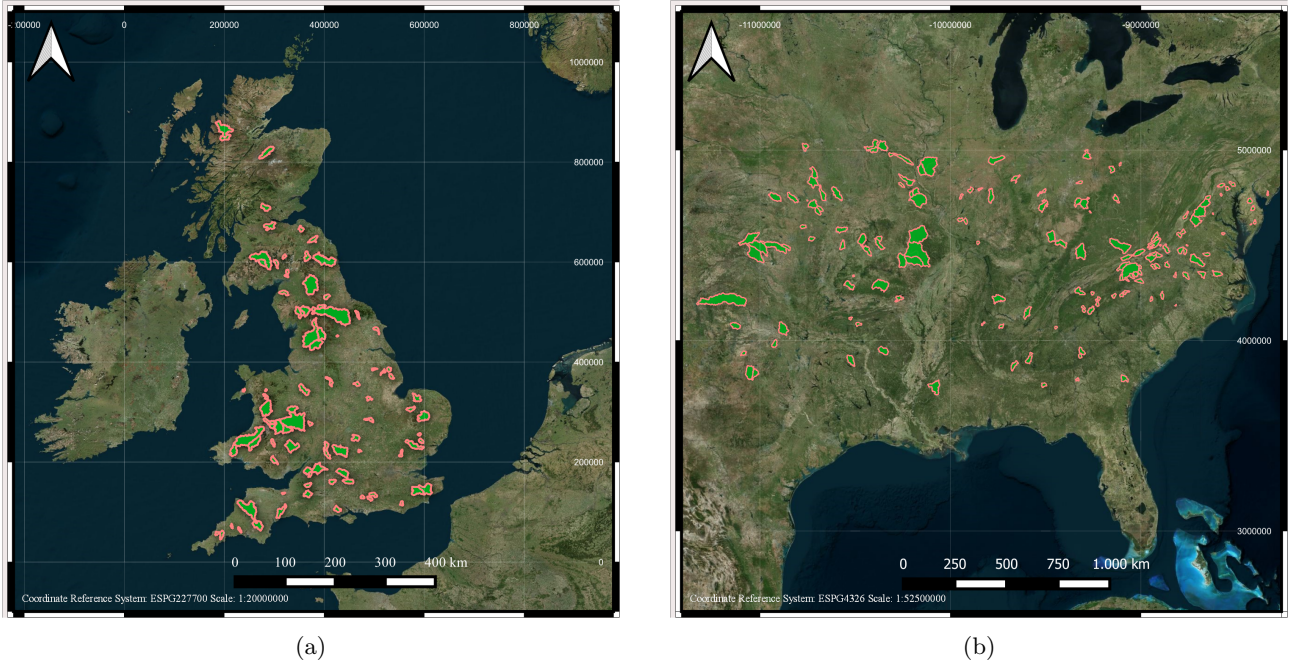 -200000 0 200000 400000 600000 800000
1000000
800000
600000
400000
200000
0
0 100 200 300 400 km
Coordinate Reference System: ESPG227700 Scale: 1:20000000
(a)
-11000000 -10000000 -9000000
5000000
4000000
3000000
0 250 500 750 1.000 km
Coordinate Reference System: ESPG4326 Scale: 1:52500000
(b)